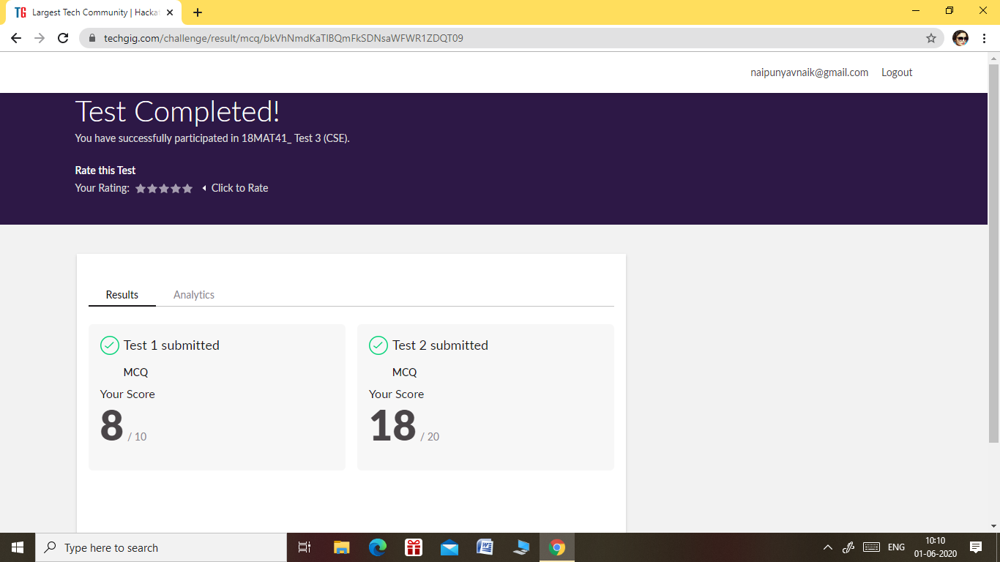 TG Largest Tech Community | Hacka
techgig.com/challenge/result/mcq/bkVhNmdKaTlBQmFkSDNsaWFWR1ZDQT09
naipunyavnaik@gmail.com Logout
Test Completed!
You have successfully participated in 18MAT41_ Test 3 (CSE).
Rate this Test
Your Rating: Click to Rate
Results Analytics
Test 1 submitted
MCQ
Your Score
8 / 10
Test 2 submitted
MCQ
Your Score
18 / 20
Type here to search
W
ENG
10:10
01-06-2020